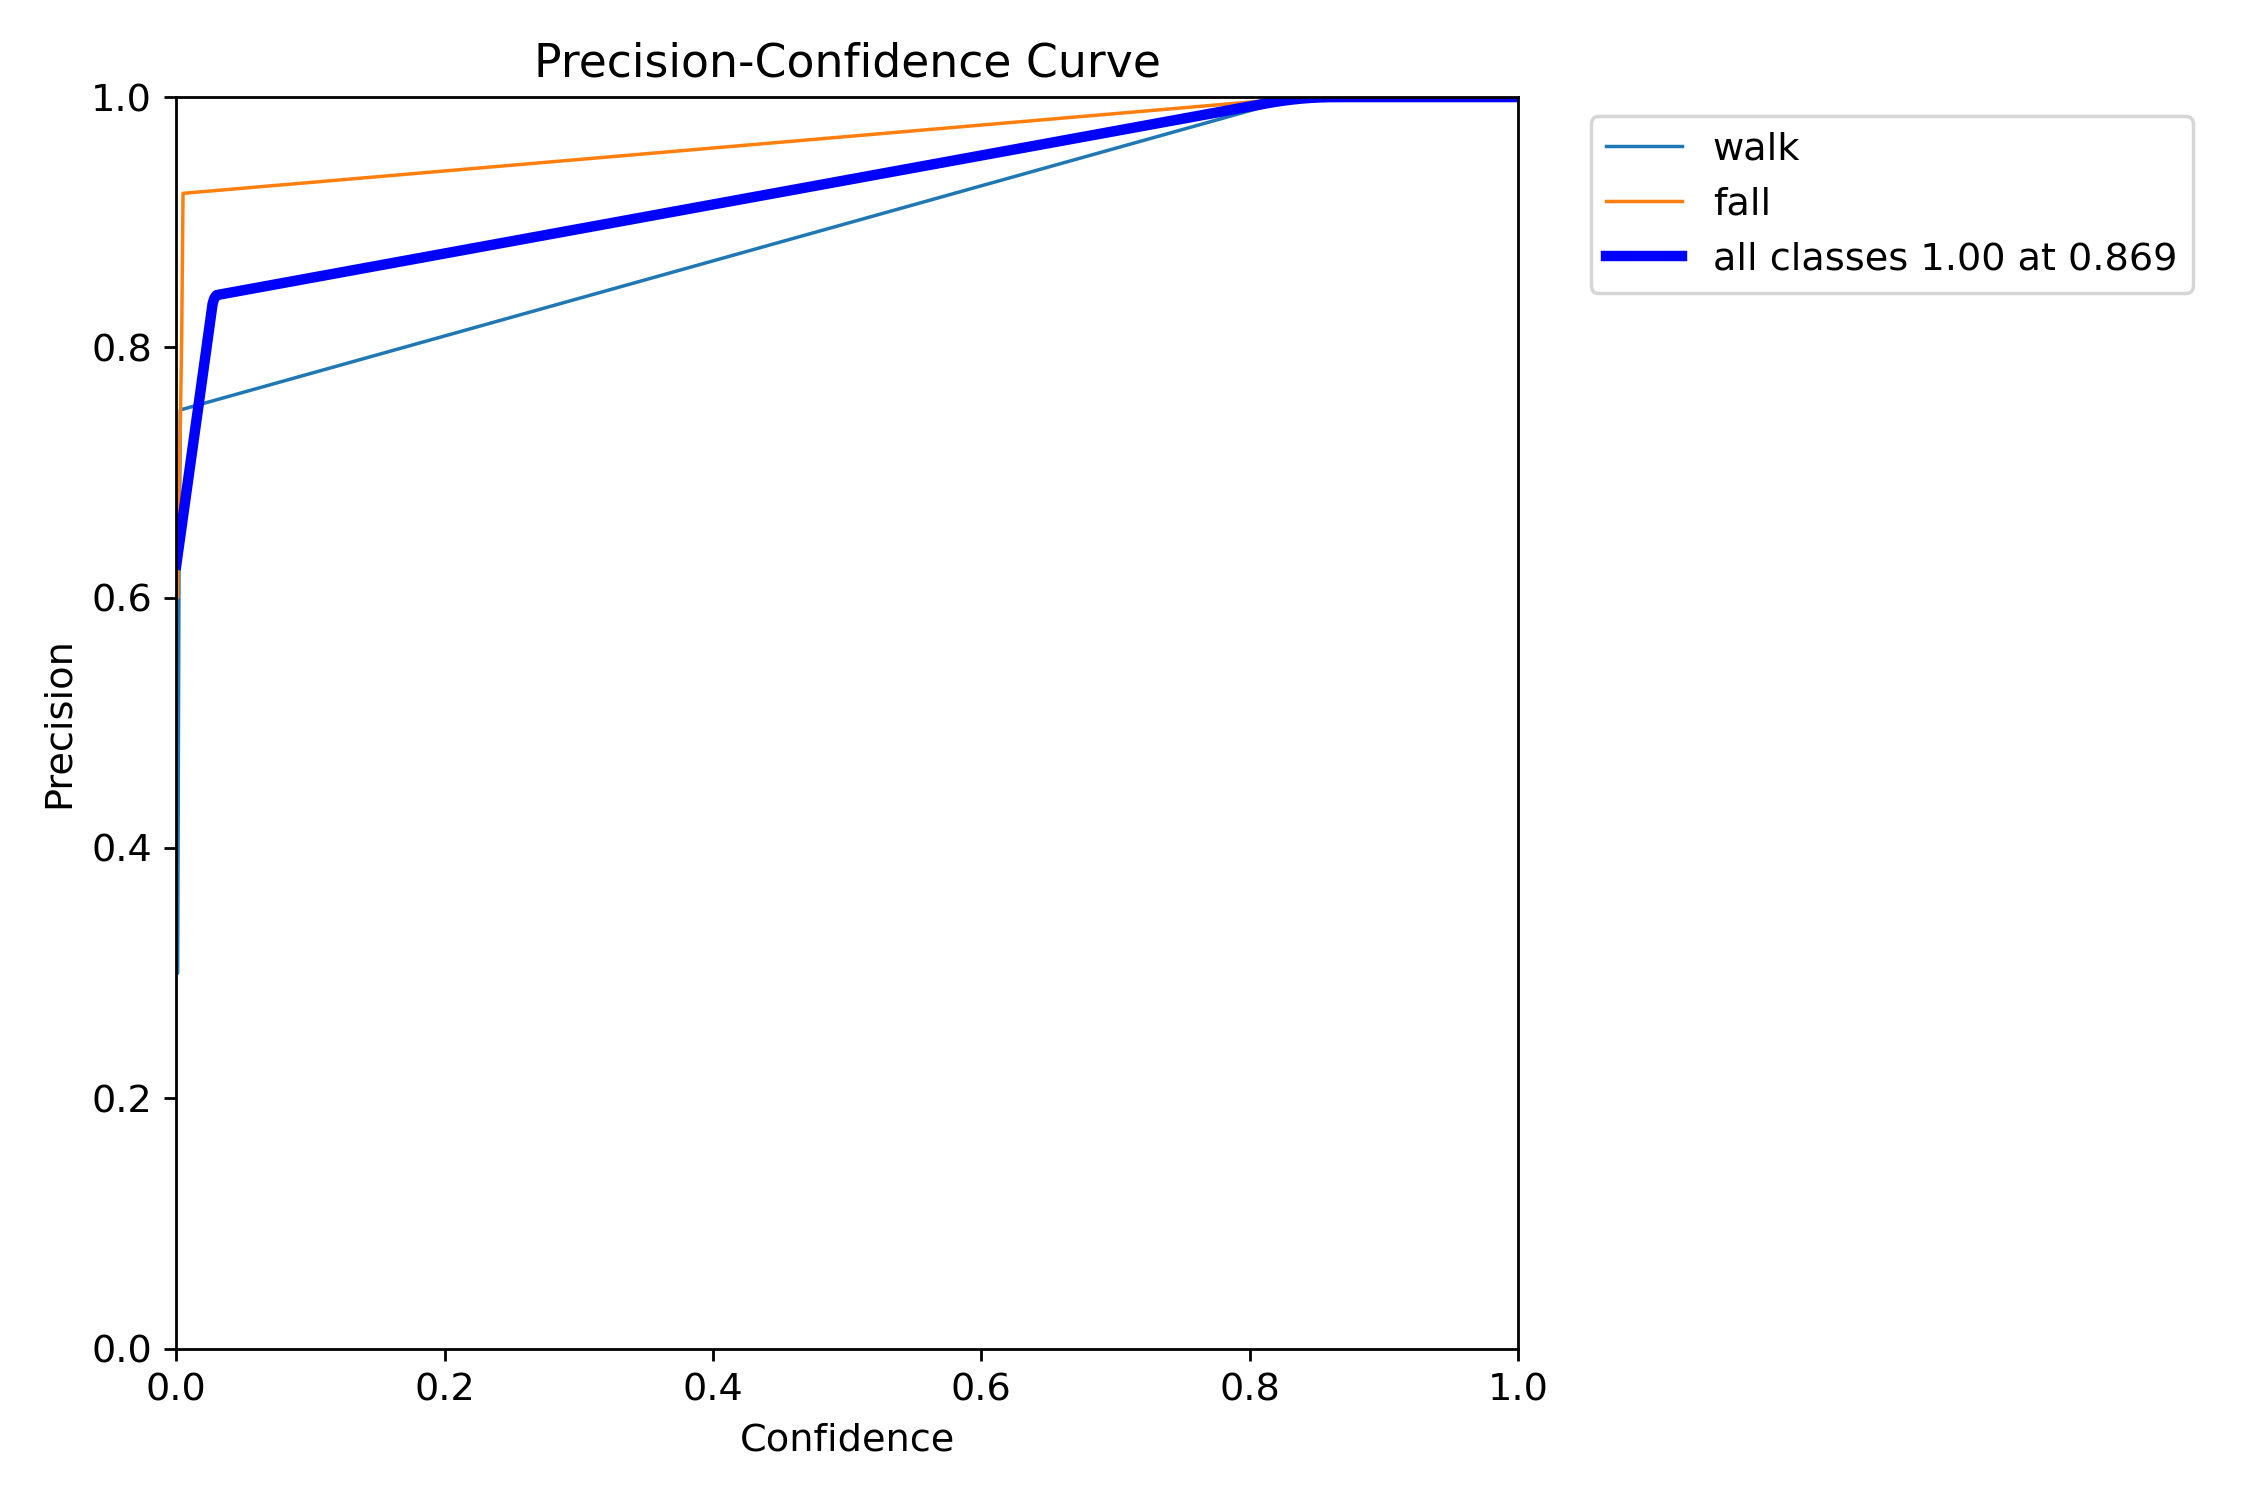 Precision-Confidence Curve
1.0
0.8
0.6
0.4
0.2
0.0
Precision
0.0 0.2 0.4 0.6 0.8 1.0
Confidence
walk
fall
all classes 1.00 at 0.869